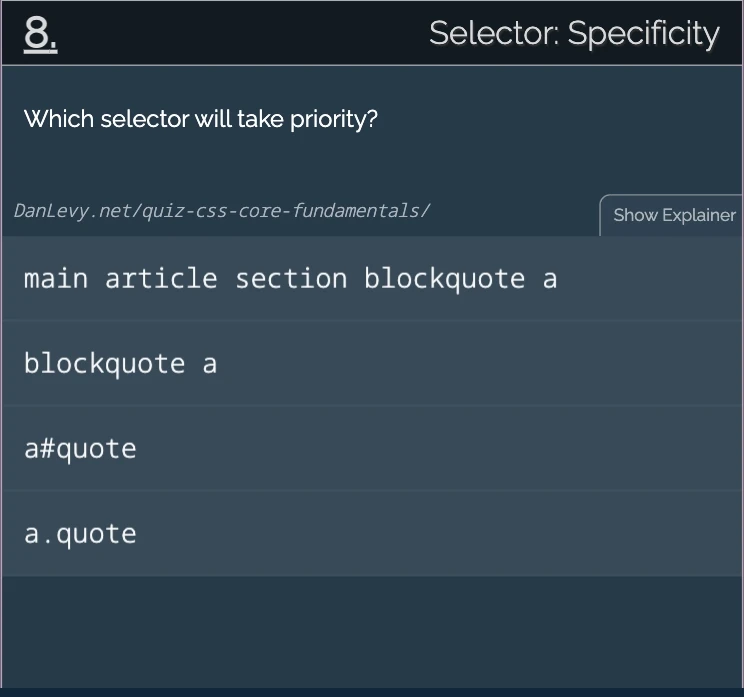 8.
Selector: Specificity
Which selector will take priority?
DanLevy.net/quiz-css-core-fundamentals/
Show Explainer
main article section blockquote a
blockquote a
a#quote
a.quote